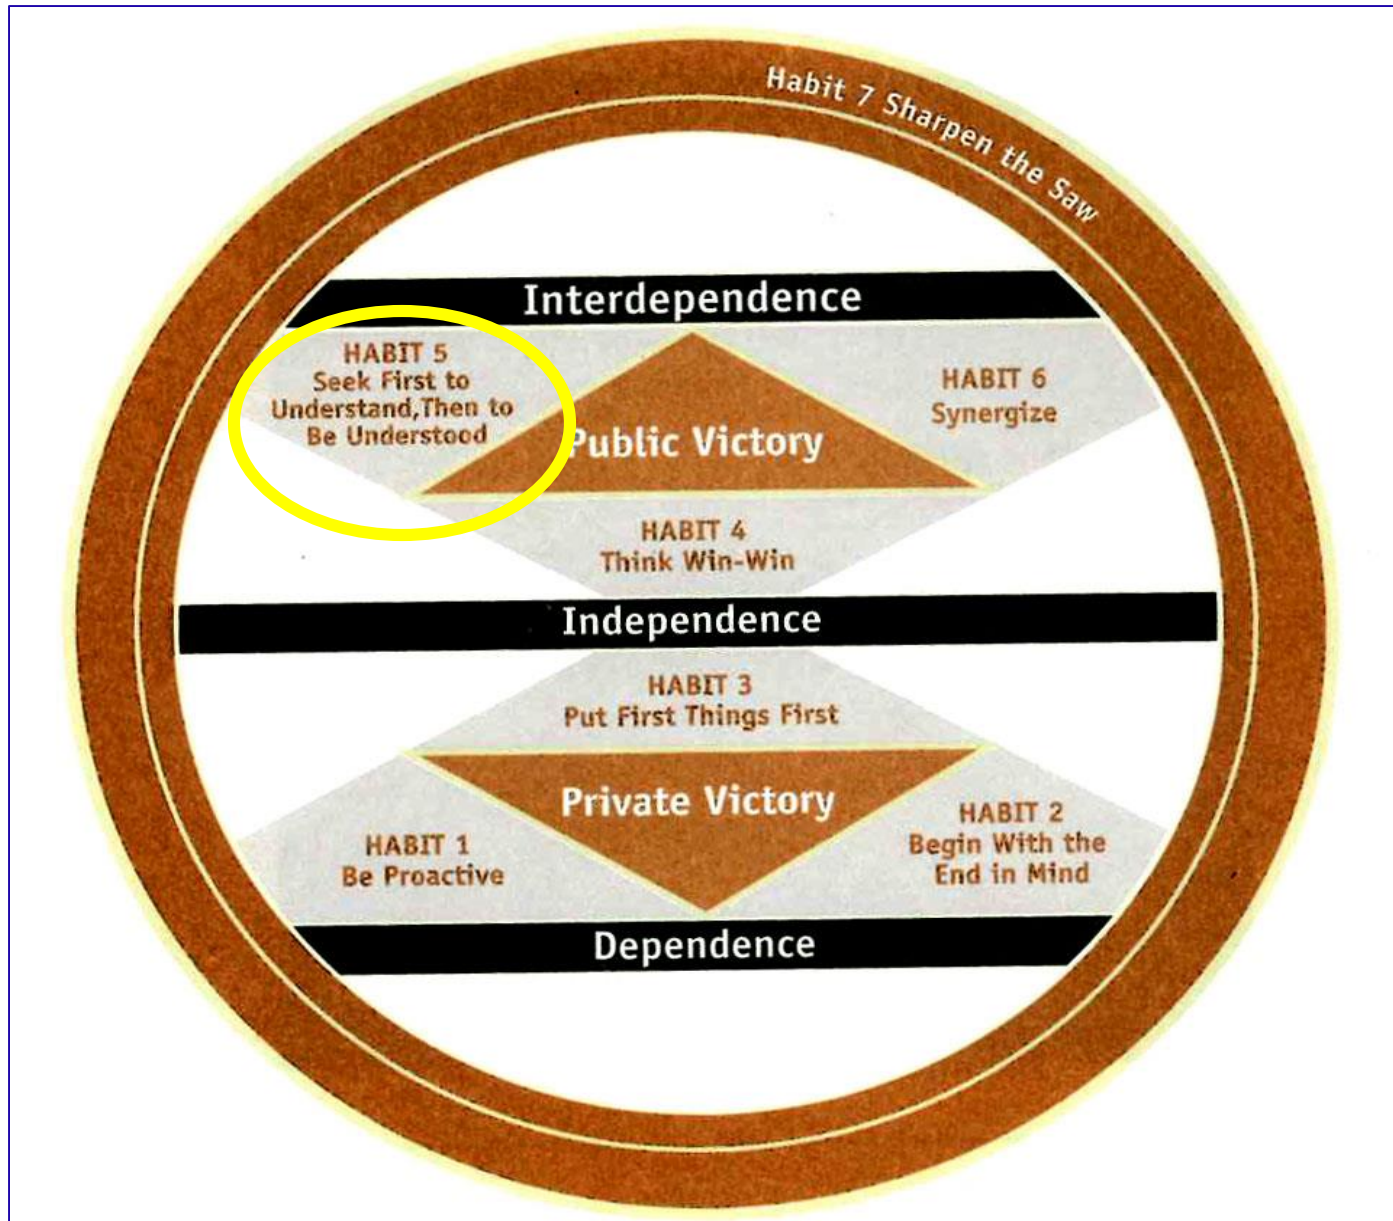 Habit 7 Sharpen the Saw
Interdependence
HABIT 5
Seek First to
Understand,Then to
Be Understood
HABIT 6
Synergize
Public Victory
HABIT 4
Think Win-Win
Independence
HABIT 3
Put First Things First
Private Victory
HABIT 1
Be Proactive
HABIT 2
Begin With the
End in Mind
Dependence